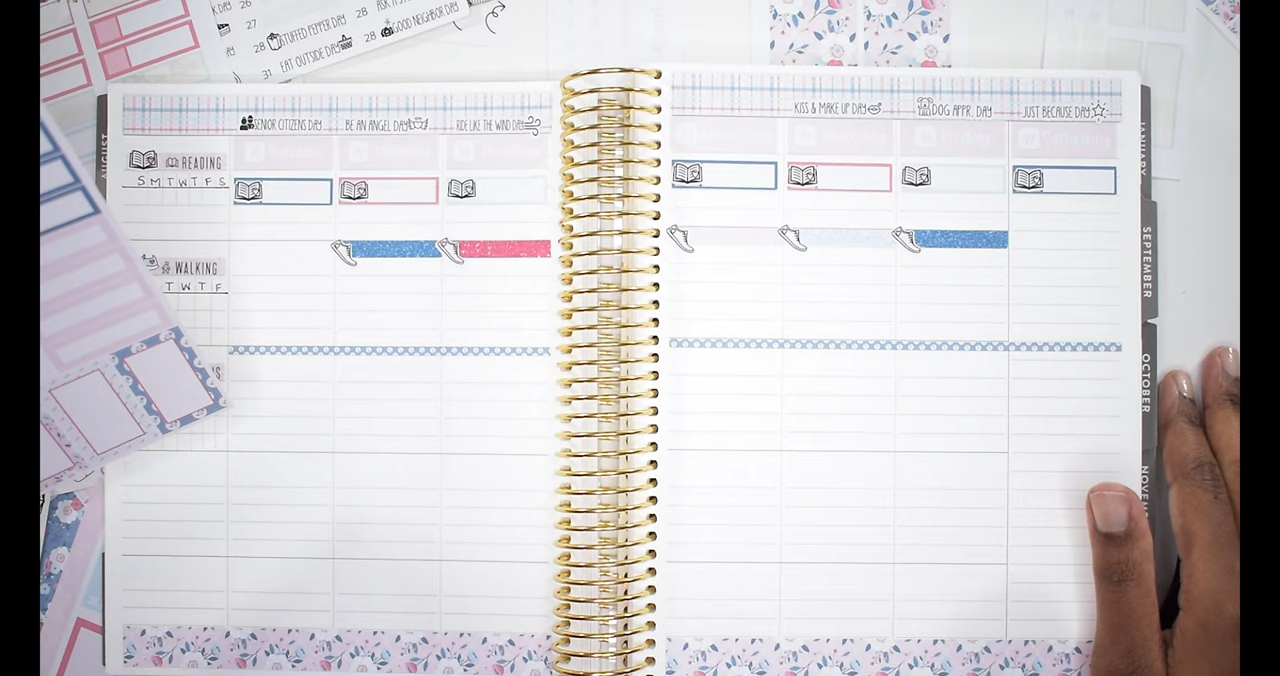 26
27
28 STUFFED PEPPER DAY
28 GOOD NEIGHBOR DAY
31 EAT OUTSIDE DAY
SENIOR CITIZENS DAY
BE AN ANGEL DAY
RIDE LIKE THE WIND DAY
KISS & MAKE UP DAY
DOG APPR. DAY
JUST BECAUSE DAY
AUGUST
READING
S M T W T F S
WALKING
T W T F
JANUARY
SEPTEMBER
OCTOBER